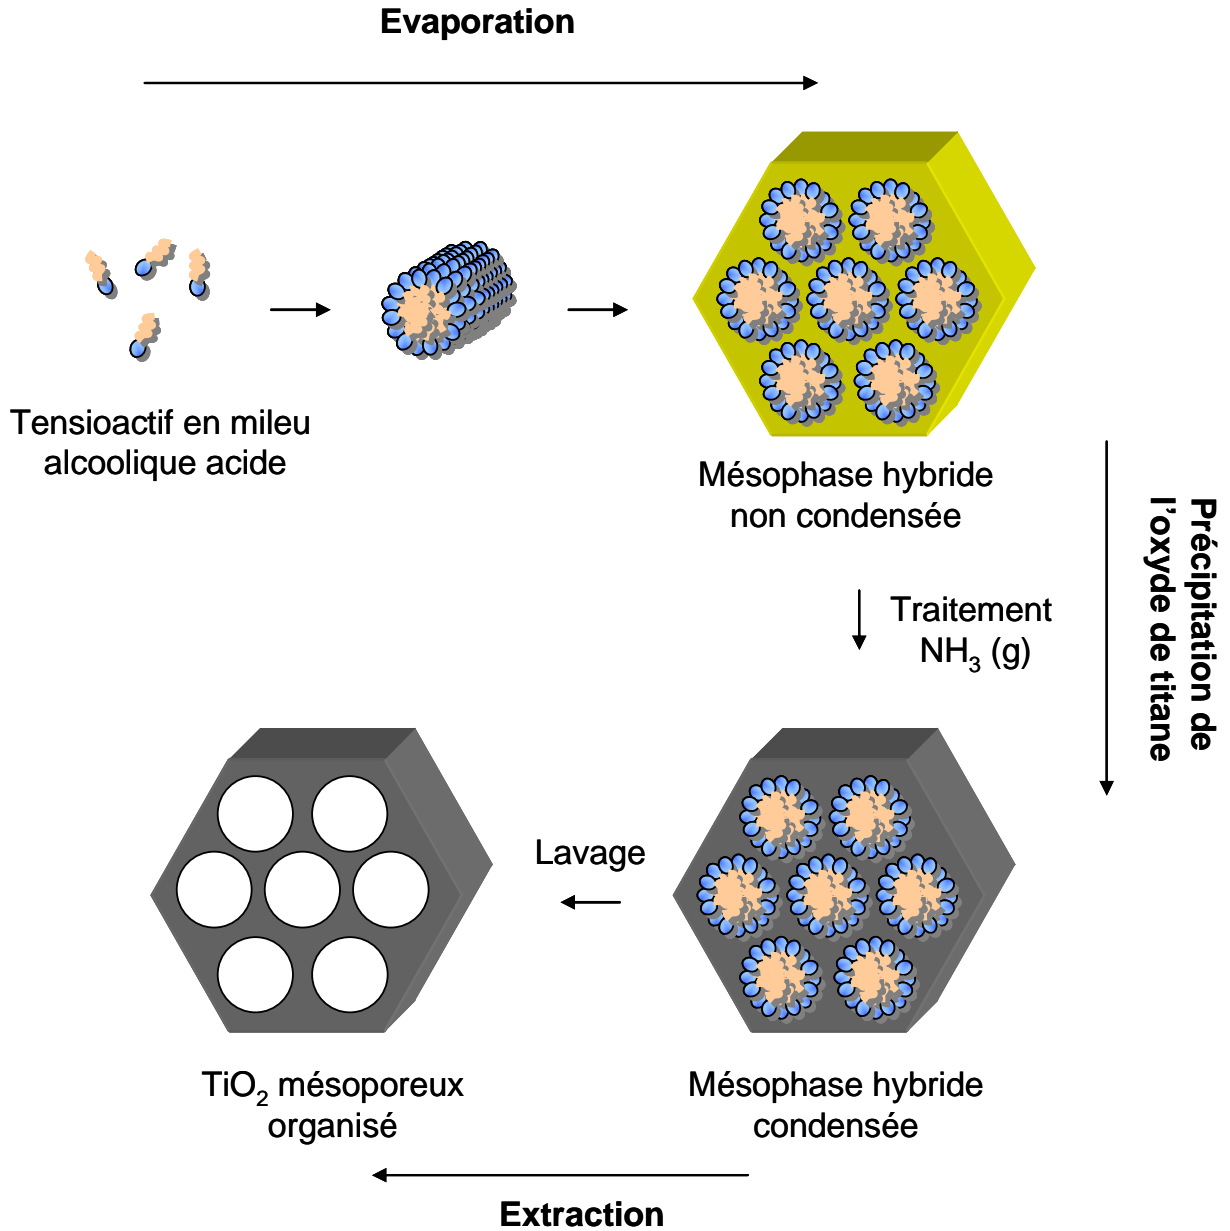 Evaporation
Tensioactif en mileu
alcoolique acide
Mésophase hybride
non condensée
Précipitation de
l'oxyde de titane
Traitement
NH₃ (g)
Lavage
TiO₂ mésoporeux
organisé
Mésophase hybride
condensée
Extraction